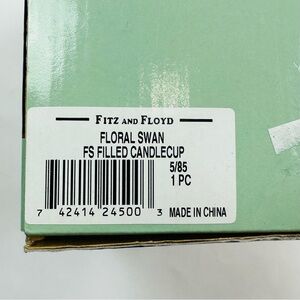 FITZ AND FLOYD
FLORAL SWAN
FS FILLED CANDLECUP
5/85
1 PC
7 42414 24500 3 MADE IN CHINA